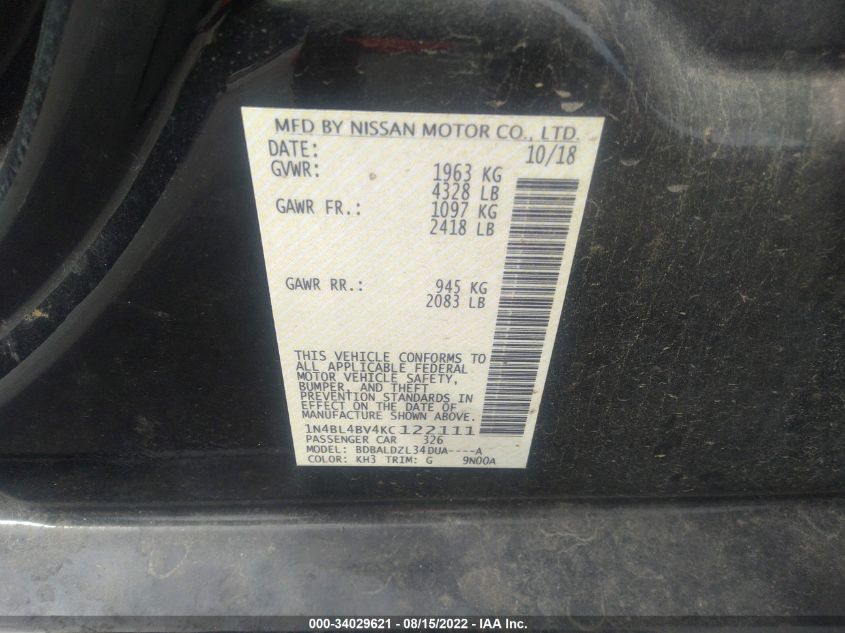 MFD BY NISSAN MOTOR CO., LTD.
DATE: 10/18
GVWR: 1963 KG
4328 LB
GAWR FR.: 1097 KG
2418 LB
GAWR RR.: 945 KG
2083 LB
THIS VEHICLE CONFORMS TO
ALL APPLICABLE FEDERAL
MOTOR VEHICLE SAFETY,
BUMPER, AND THEFT
PREVENTION STANDARDS IN
EFFECT ON THE DATE OF
MANUFACTURE SHOWN ABOVE.
1N4BL4BV4KC122111
PASSENGER CAR 326
MODEL: BDBALDZL34DUA----A
COLOR: KH3 TRIM: G 9N00A
000-34029621 - 08/15/2022 - IAA Inc.